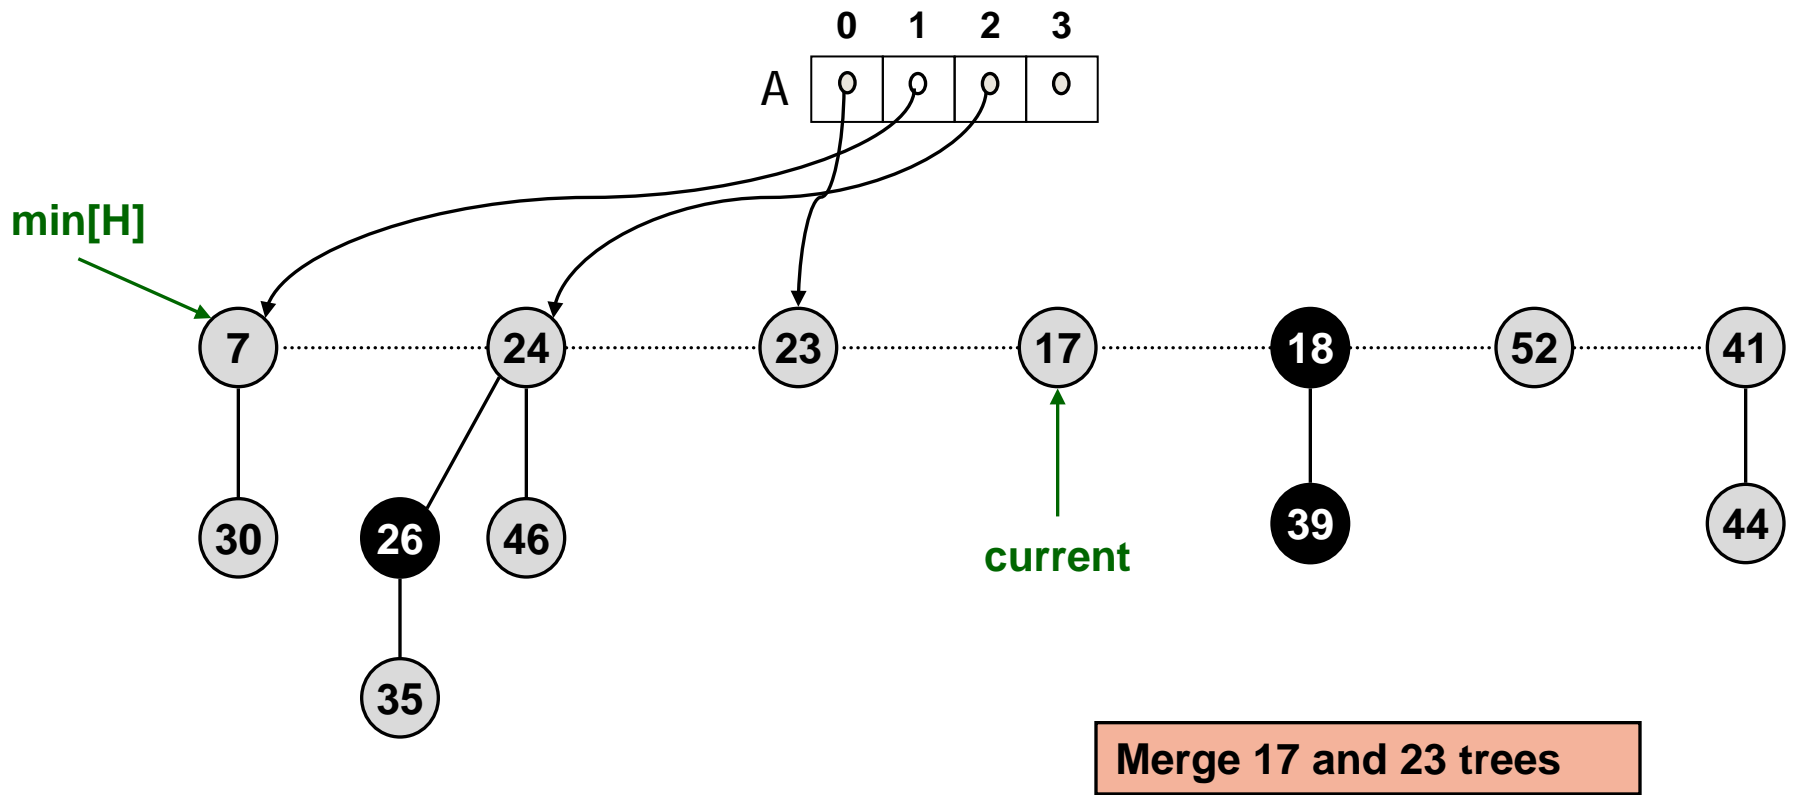 0 1 2 3
A
min[H]
7 24 23 17 18 52 41
30 26 46 39 44
current
35
Merge 17 and 23 trees